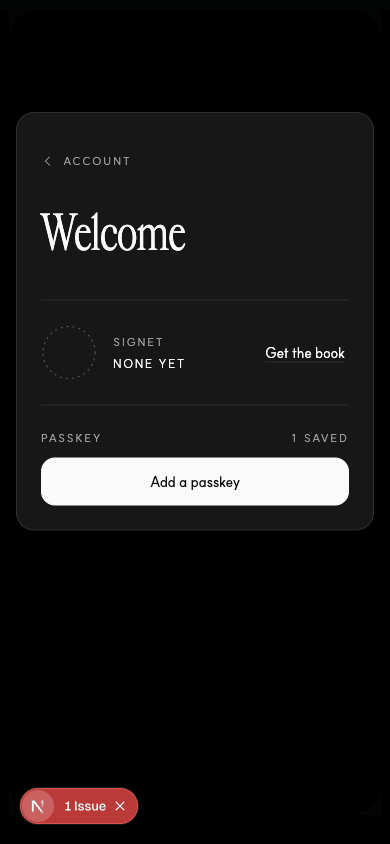 ACCOUNT
Welcome
SIGNET
NONE YET
Get the book
PASSKEY
1 SAVED
Add a passkey
N
1 Issue